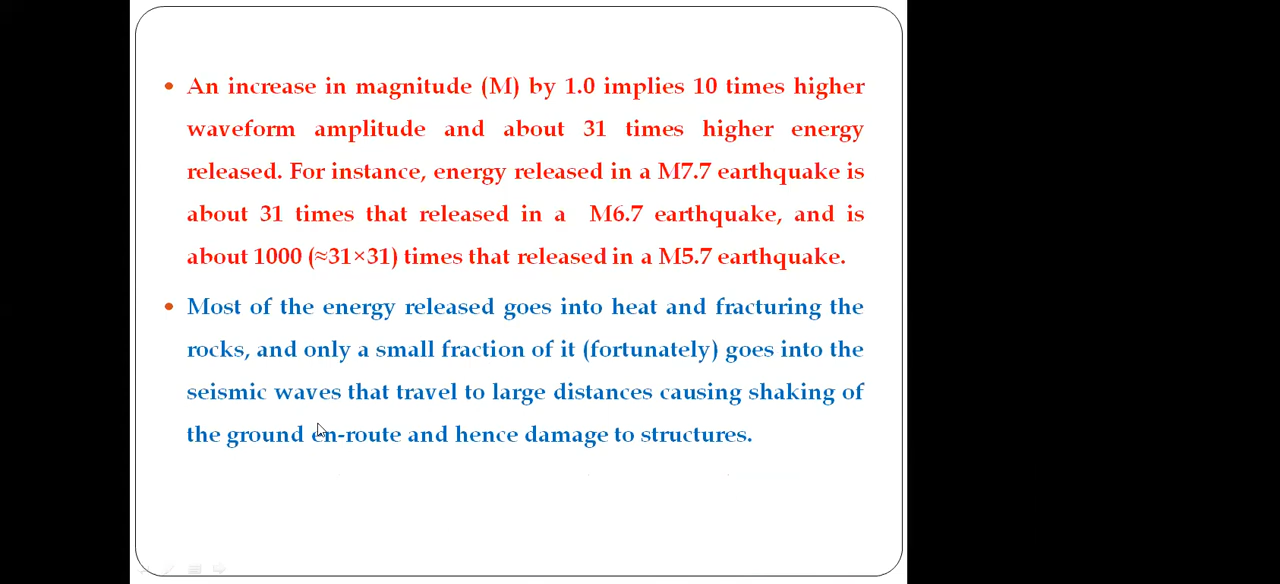 • An increase in magnitude (M) by 1.0 implies 10 times higher
waveform amplitude and about 31 times higher energy
released. For instance, energy released in a M7.7 earthquake is
about 31 times that released in a M6.7 earthquake, and is
about 1000 (≈31×31) times that released in a M5.7 earthquake.
• Most of the energy released goes into heat and fracturing the
rocks, and only a small fraction of it (fortunately) goes into the
seismic waves that travel to large distances causing shaking of
the ground en-route and hence damage to structures.